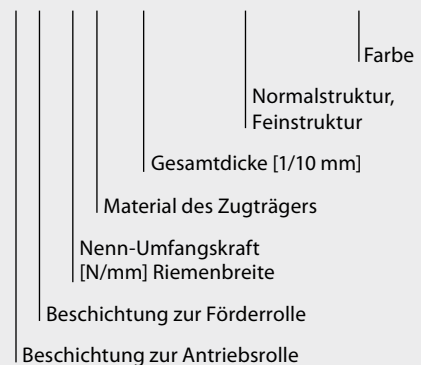 Farbe
Normalstruktur,
Feinstruktur
Gesamtdicke [1/10 mm]
Material des Zugträgers
Nenn-Umfangskraft
[N/mm] Riemenbreite
Beschichtung zur Förderrolle
Beschichtung zur Antriebsrolle